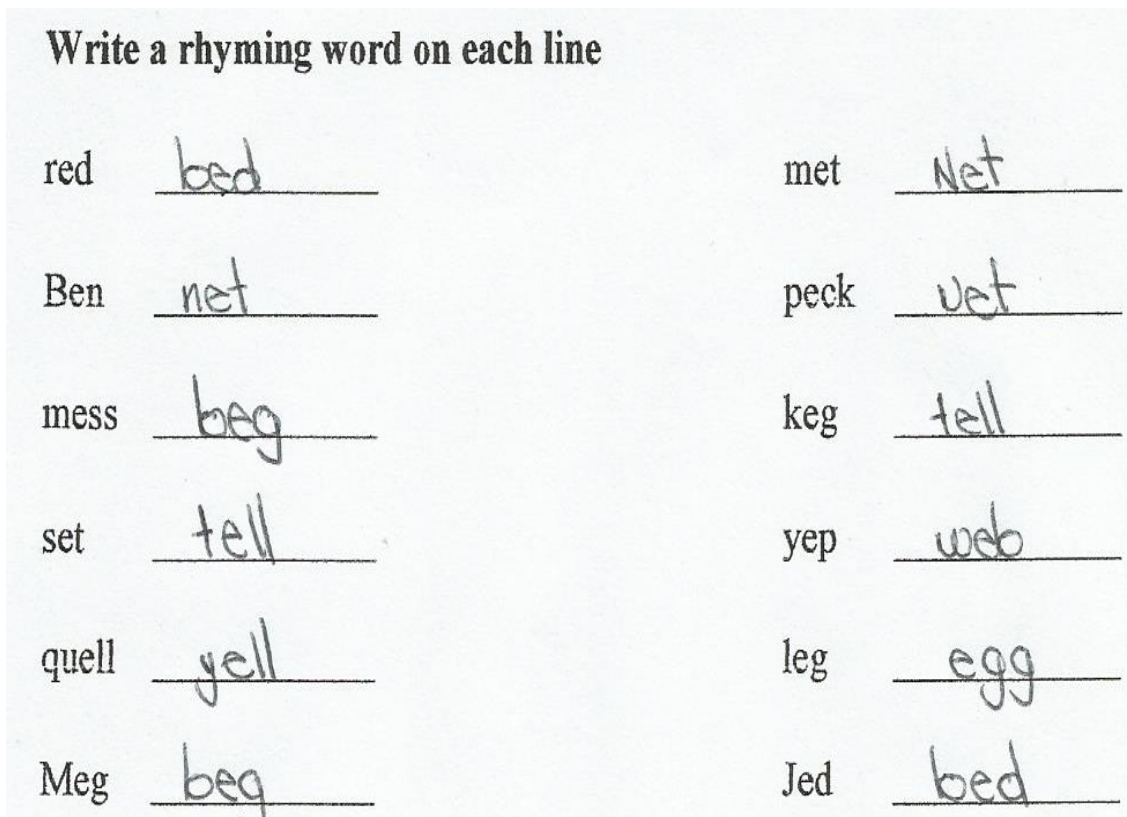 Write a rhyming word on each line
red bed met Net
Ben net peck vet
mess beg keg tell
set tell yep web
quell yell leg egg
Meg beg Jed bed